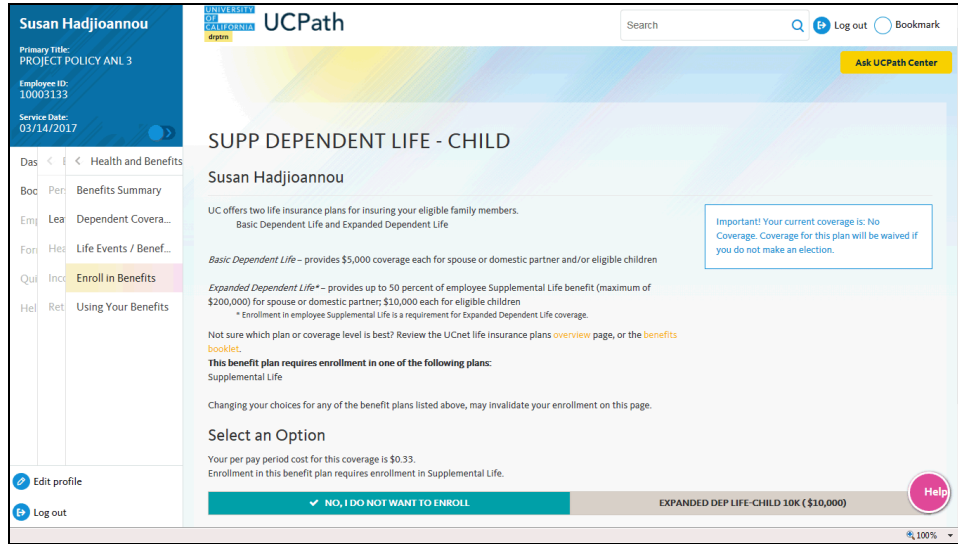 Susan Hadjioannou
Primary Title:
PROJECT POLICY ANL 3
Employee ID:
10003133
Service Date:
03/14/2017
Das
Boo
Emp
For
Qui
Hel
Per
Lea
Hea
Inco
Ret
Health and Benefits
Benefits Summary
Dependent Covera...
Life Events / Benef...
Enroll in Benefits
Using Your Benefits
Edit profile
Log out
UNIVERSITY
OF
CALIFORNIA
drptrn
UCPath
Search
Log out
Bookmark
Ask UCPath Center
SUPP DEPENDENT LIFE - CHILD
Susan Hadjioannou
UC offers two life insurance plans for insuring your eligible family members.
Basic Dependent Life and Expanded Dependent Life
Basic Dependent Life – provides $5,000 coverage each for spouse or domestic partner and/or eligible children
Expanded Dependent Life* – provides up to 50 percent of employee Supplemental Life benefit (maximum of
$200,000) for spouse or domestic partner; $10,000 each for eligible children
* Enrollment in employee Supplemental Life is a requirement for Expanded Dependent Life coverage.
Not sure which plan or coverage level is best? Review the UCnet life insurance plans overview page, or the benefits
booklet.
This benefit plan requires enrollment in one of the following plans:
Supplemental Life
Changing your choices for any of the benefit plans listed above, may invalidate your enrollment on this page.
Important! Your current coverage is: No
Coverage. Coverage for this plan will be waived if
you do not make an election.
Select an Option
Your per pay period cost for this coverage is $0.33.
Enrollment in this benefit plan requires enrollment in Supplemental Life.
NO, I DO NOT WANT TO ENROLL
EXPANDED DEP LIFE-CHILD 10K ( $10,000)
Help
100%